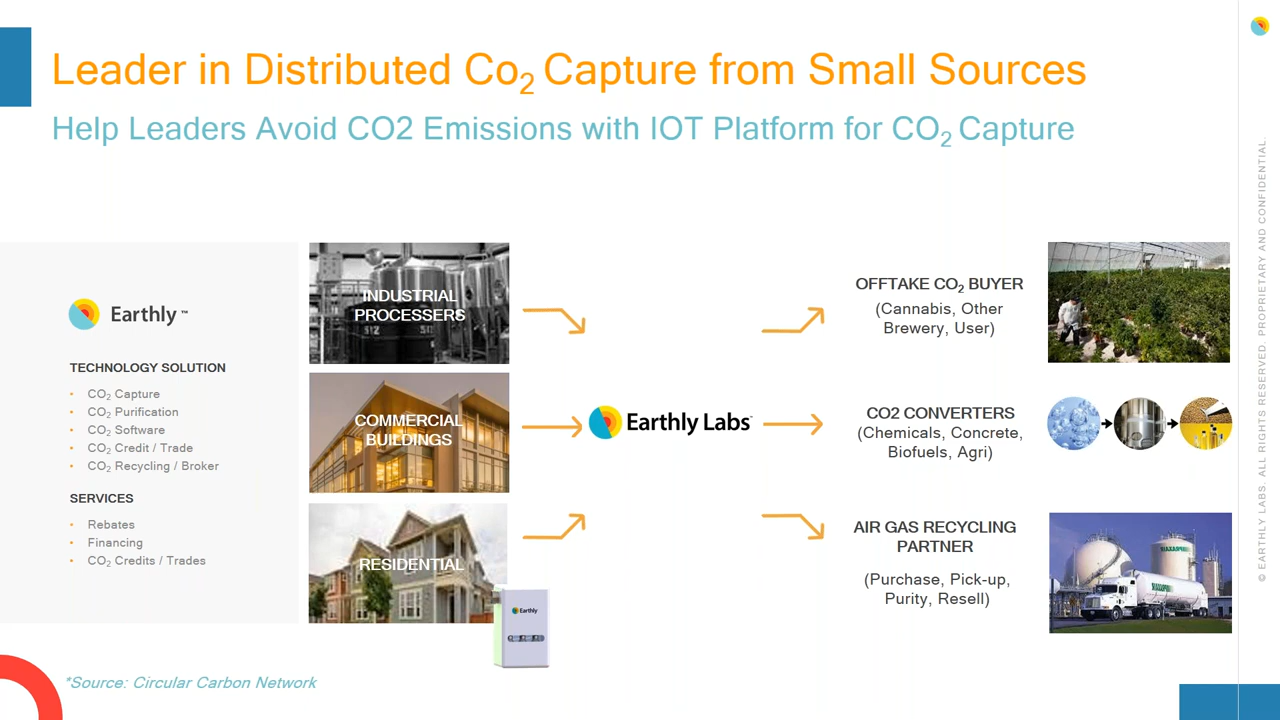 Leader in Distributed Co₂ Capture from Small Sources
Help Leaders Avoid CO2 Emissions with IOT Platform for CO₂ Capture
Earthly™
TECHNOLOGY SOLUTION
• CO₂ Capture
• CO₂ Purification
• CO₂ Software
• CO₂ Credit / Trade
• CO₂ Recycling / Broker
SERVICES
• Rebates
• Financing
• CO₂ Credits / Trades
INDUSTRIAL
PROCESSERS
COMMERCIAL
BUILDINGS
RESIDENTIAL
Earthly
Earthly Labs™
OFFTAKE CO₂ BUYER
(Cannabis, Other
Brewery, User)
CO2 CONVERTERS
(Chemicals, Concrete,
Biofuels, Agri)
AIR GAS RECYCLING
PARTNER
(Purchase, Pick-up,
Purity, Resell)
*Source: Circular Carbon Network
© EARTHLY LABS. ALL RIGHTS RESERVED. PROPRIETARY AND CONFIDENTIAL.